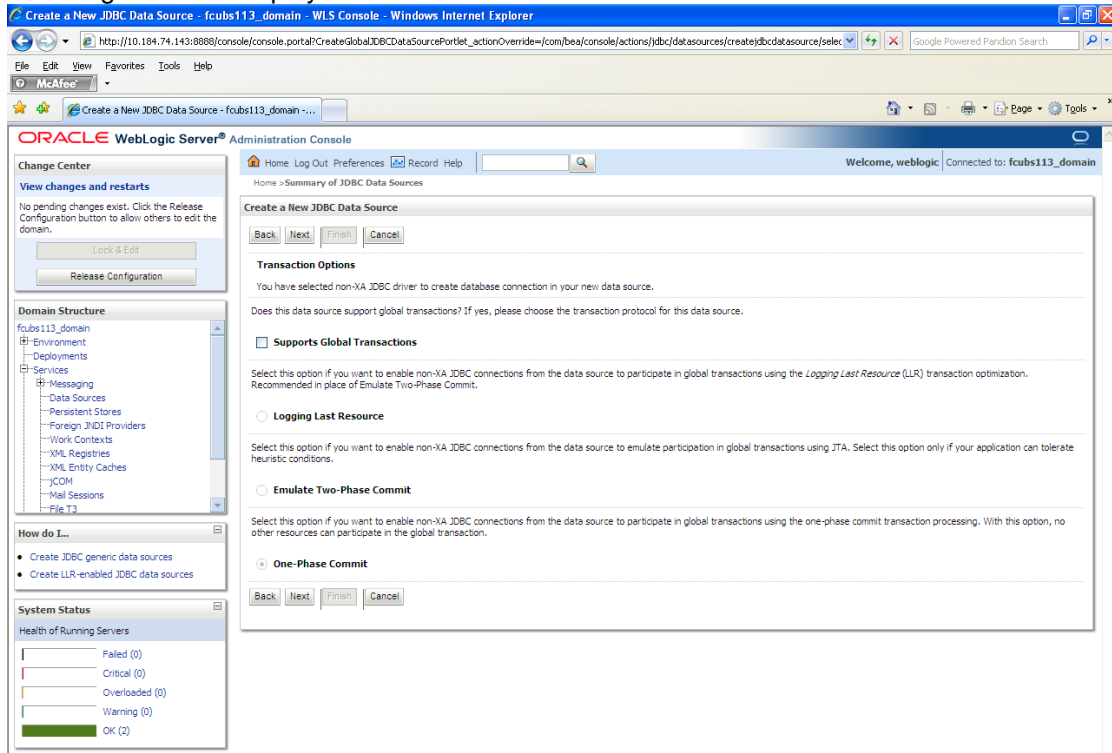 Create a New JDBC Data Source - fcubs113_domain - WLS Console - Windows Internet Explorer
http://10.184.74.143:8888/console/console.portal?CreateGlobalJDBCDataSourcePortlet_actionOverride=/com/bea/console/actions/jdbc/datasources/createjdbcdatasource/selec
Google Powered Pandion Search
File Edit View Favorites Tools Help
McAfee
Create a New JDBC Data Source - fcubs113_domain -...
Page Tools
ORACLE WebLogic Server® Administration Console
Change Center
View changes and restarts
No pending changes exist. Click the Release
Configuration button to allow others to edit the
domain.
Lock & Edit
Release Configuration
Domain Structure
fcubs113_domain
Environment
Deployments
Services
Messaging
Data Sources
Persistent Stores
Foreign JNDI Providers
Work Contexts
XML Registries
XML Entity Caches
jCOM
Mail Sessions
File T3
How do I...
Create JDBC generic data sources
Create LLR-enabled JDBC data sources
System Status
Health of Running Servers
Failed (0)
Critical (0)
Overloaded (0)
Warning (0)
OK (2)
Home Log Out Preferences Record Help
Welcome, weblogic Connected to: fcubs113_domain
Home >Summary of JDBC Data Sources
Create a New JDBC Data Source
Back Next Finish Cancel
Transaction Options
You have selected non-XA JDBC driver to create database connection in your new data source.
Does this data source support global transactions? If yes, please choose the transaction protocol for this data source.
Supports Global Transactions
Select this option if you want to enable non-XA JDBC connections from the data source to participate in global transactions using the Logging Last Resource (LLR) transaction optimization.
Recommended in place of Emulate Two-Phase Commit.
Logging Last Resource
Select this option if you want to enable non-XA JDBC connections from the data source to emulate participation in global transactions using JTA. Select this option only if your application can tolerate
heuristic conditions.
Emulate Two-Phase Commit
Select this option if you want to enable non-XA JDBC connections from the data source to participate in global transactions using the one-phase commit transaction processing. With this option, no
other resources can participate in the global transaction.
One-Phase Commit
Back Next Finish Cancel